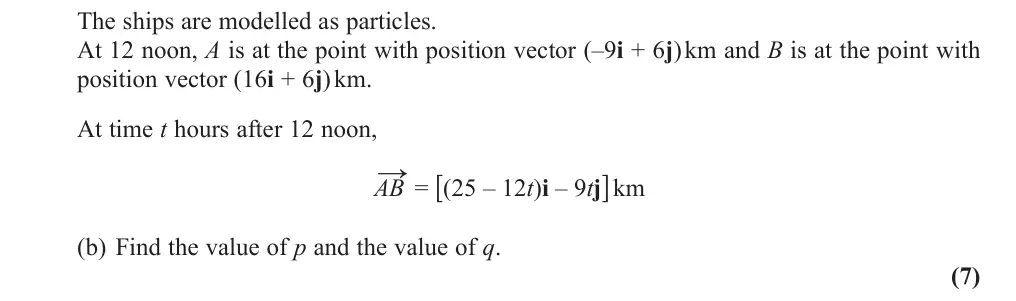 The ships are modelled as particles.
At 12 noon, A is at the point with position vector (–9i + 6j) km and B is at the point with
position vector (16i + 6j) km.
At time t hours after 12 noon,
$\overrightarrow{AB}$ = [(25 – 12t)i – 9tj] km
(b) Find the value of p and the value of q.
(7)